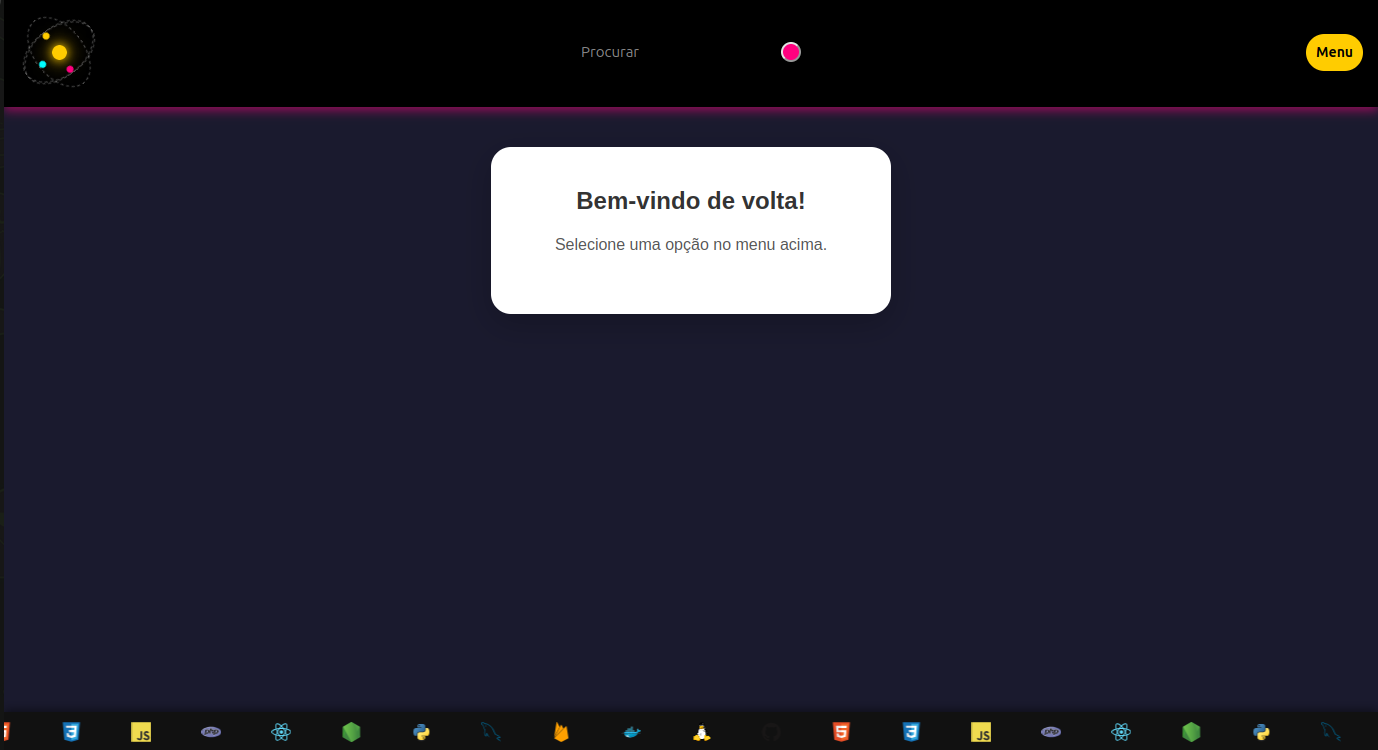 Procurar
Menu
Bem-vindo de volta!
Selecione uma opção no menu acima.
JS
php
JS
php